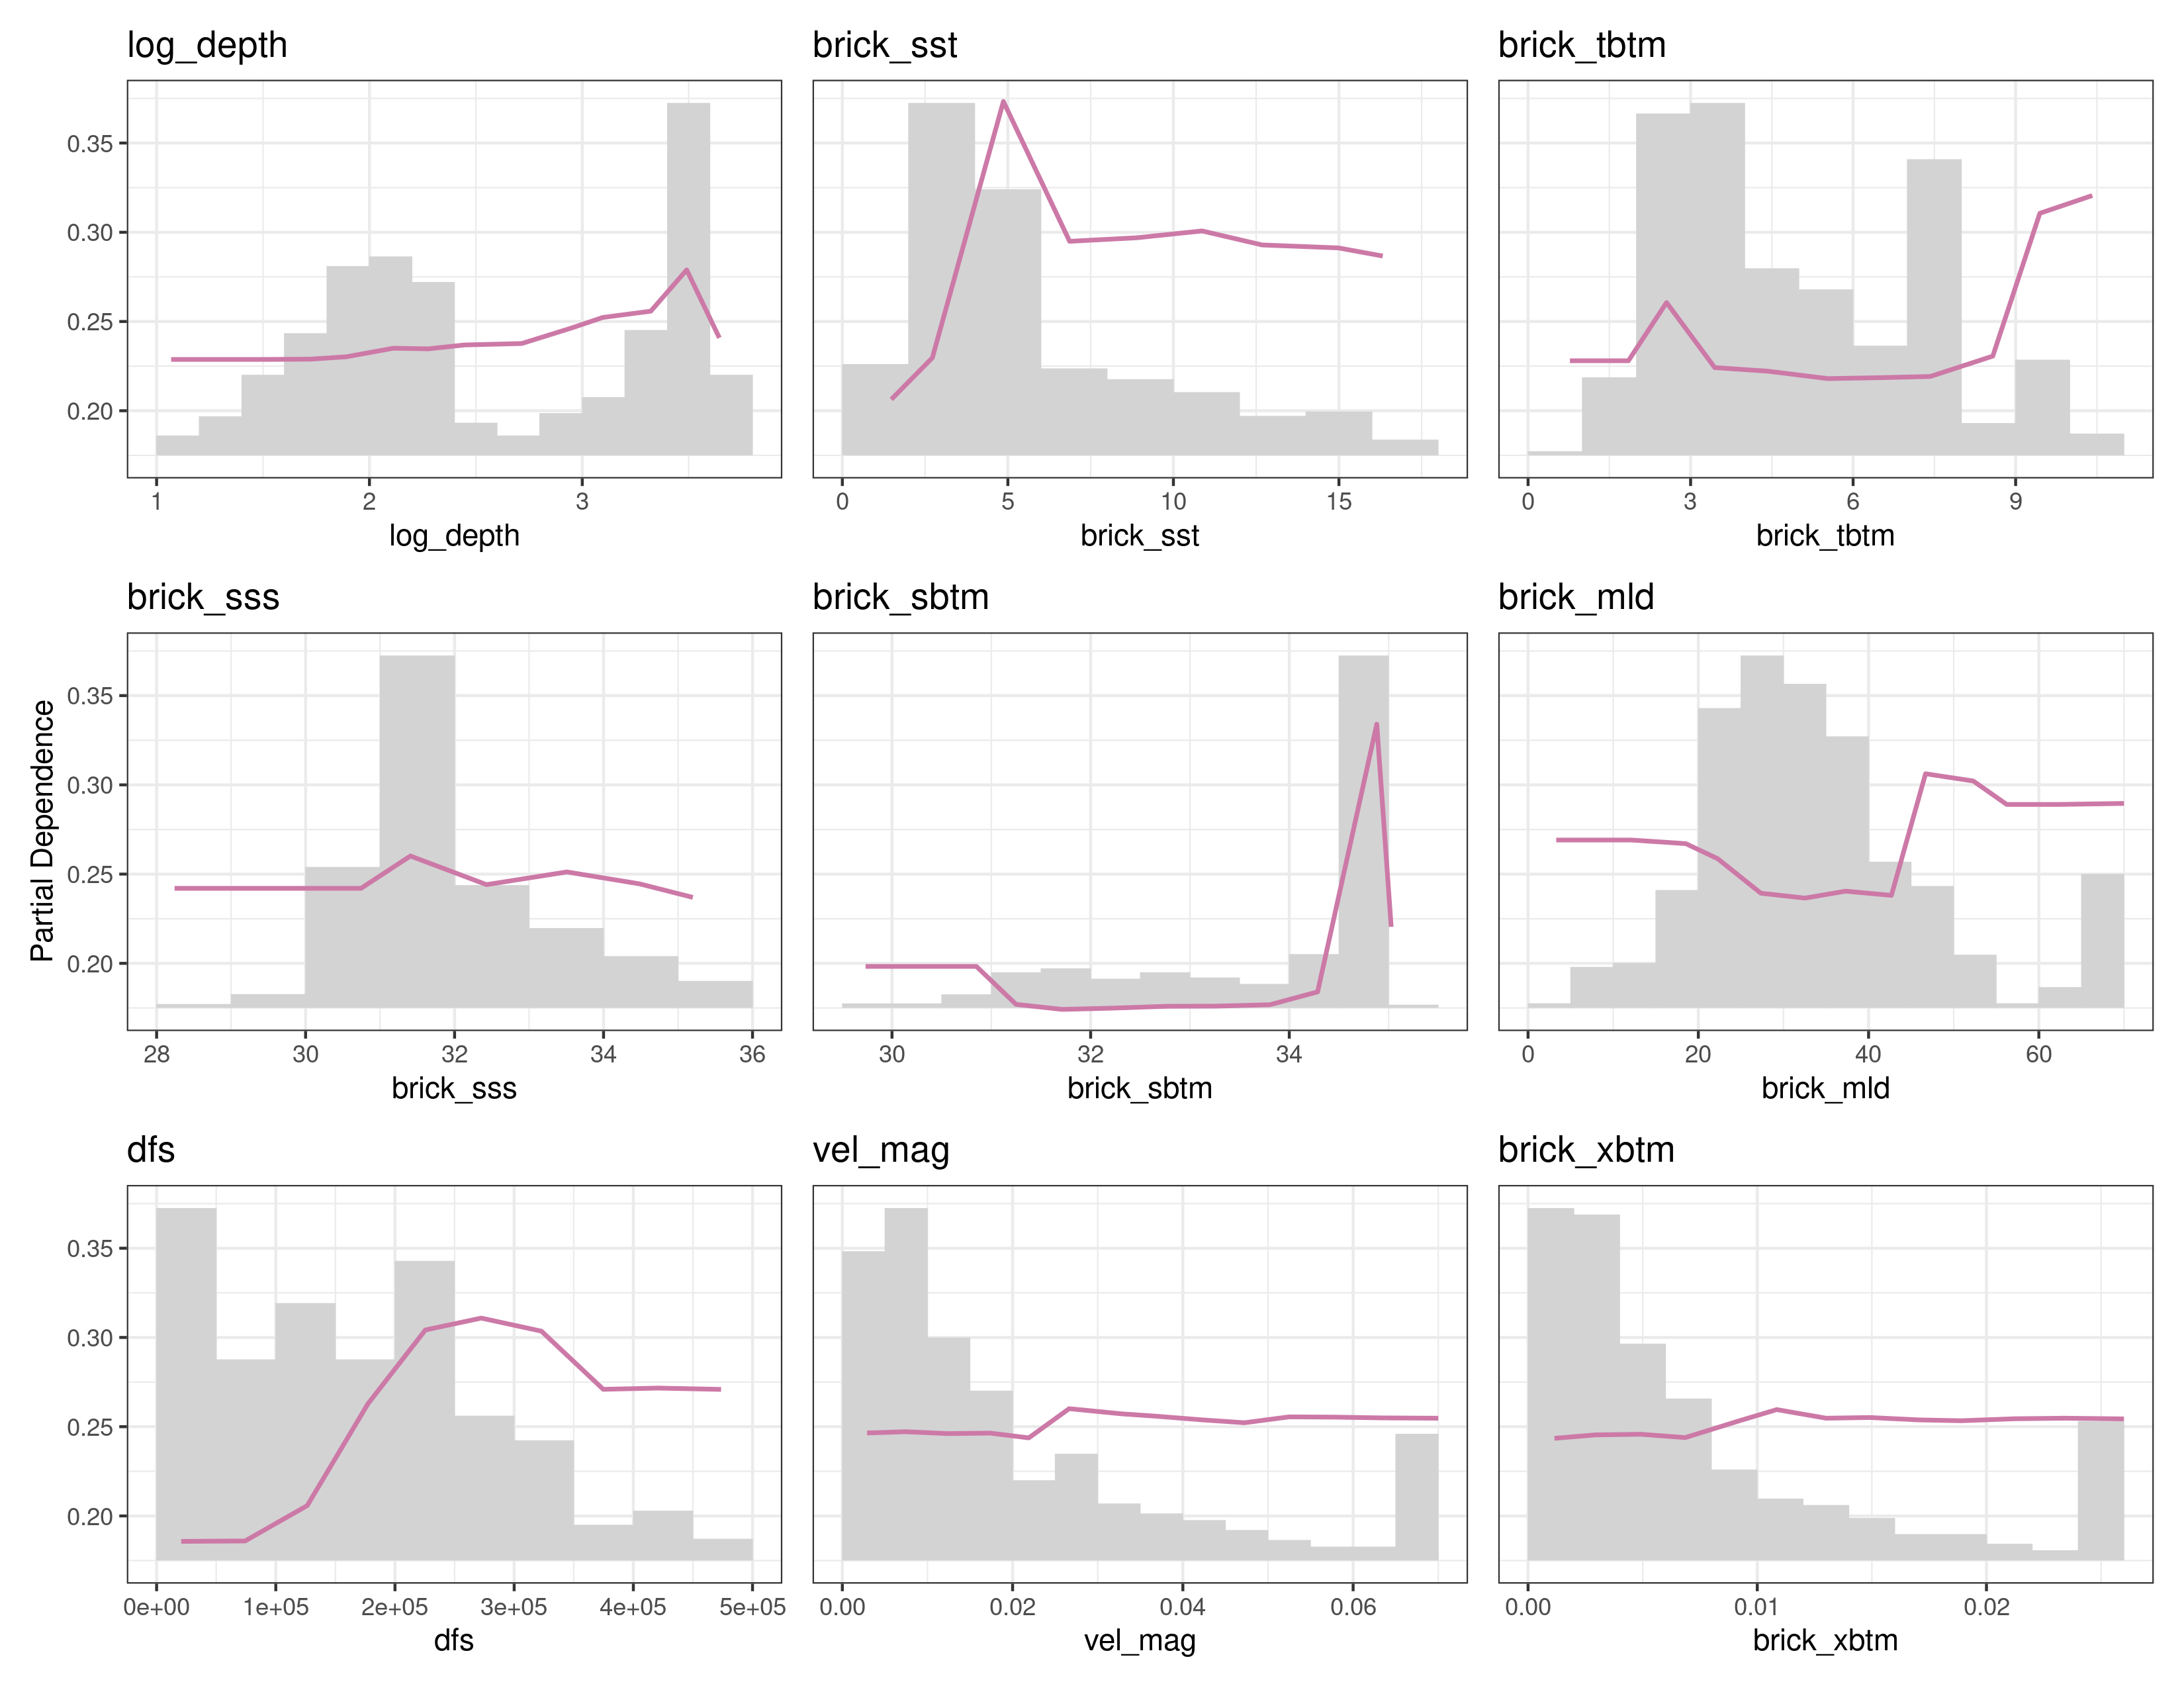 log_depth
brick_sst
brick_tbtm
0.35
0.30
0.25
0.20
1 2 3
0 5 10 15
0 3 6 9
log_depth
brick_sst
brick_tbtm
brick_sss
brick_sbtm
brick_mld
Partial Dependence
0.35
0.30
0.25
0.20
28 30 32 34 36
30 32 34
0 20 40 60
brick_sss
brick_sbtm
brick_mld
dfs
vel_mag
brick_xbtm
0.35
0.30
0.25
0.20
0e+00 1e+05 2e+05 3e+05 4e+05 5e+05
0.00 0.02 0.04 0.06
0.00 0.01 0.02
dfs
vel_mag
brick_xbtm